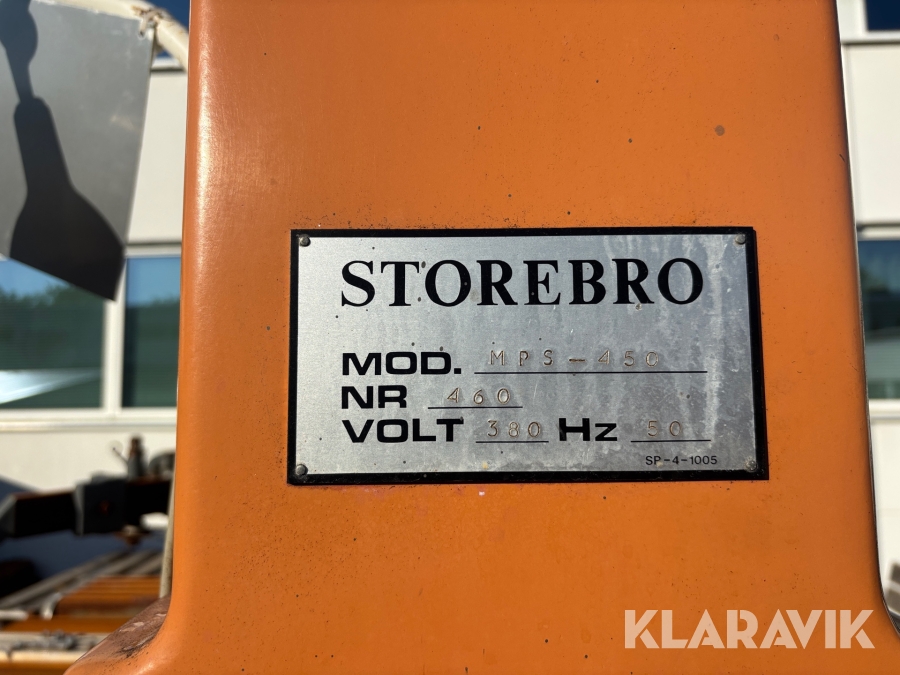 STOREBRO
MOD. MPS-450
NR 460
VOLT 380 Hz 50
SP-4-1005
KLARAVIK